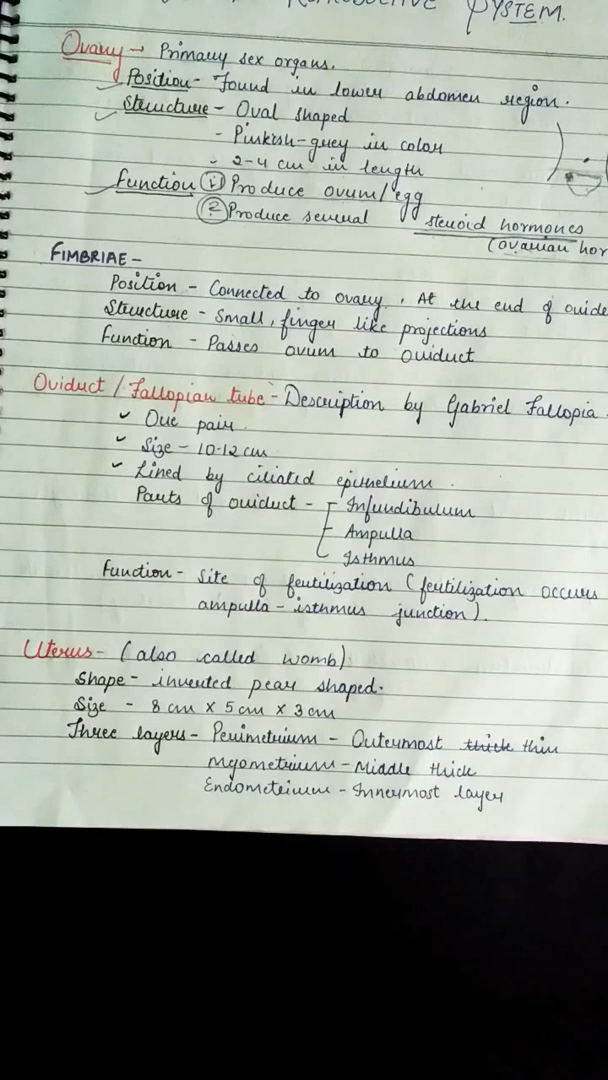 REPRODUCTIVE SYSTEM.
Ovary → Primary sex organs.
Position - Found in lower abdomen region.
Structure - Oval shaped
- Pinkish-grey in color
- 2-4 cm in length
Function ① Produce ovum/egg
② Produce several steroid hormones
(ovarian hor
FIMBRIAE -
Position - Connected to ovary, At the end of ovide
Structure - Small, finger like projections
Function - Passes ovum to oviduct
Oviduct / Fallopian tube - Description by Gabriel Fallopia.
✓ One pair
✓ Size - 10-12 cm
✓ Lined by ciliated epithelium.
Parts of oviduct - Infundibulum
Ampulla
Isthmus
Function - Site of fertilization (fertilization occurs
ampulla - isthmus junction).
Uterus - (also called womb)
Shape - inverted pear shaped.
Size - 8 cm x 5 cm x 3 cm
Three layers - Perimetrium - Outermost thick thin
Myometrium - Middle thick
Endometrium - Innermost layer